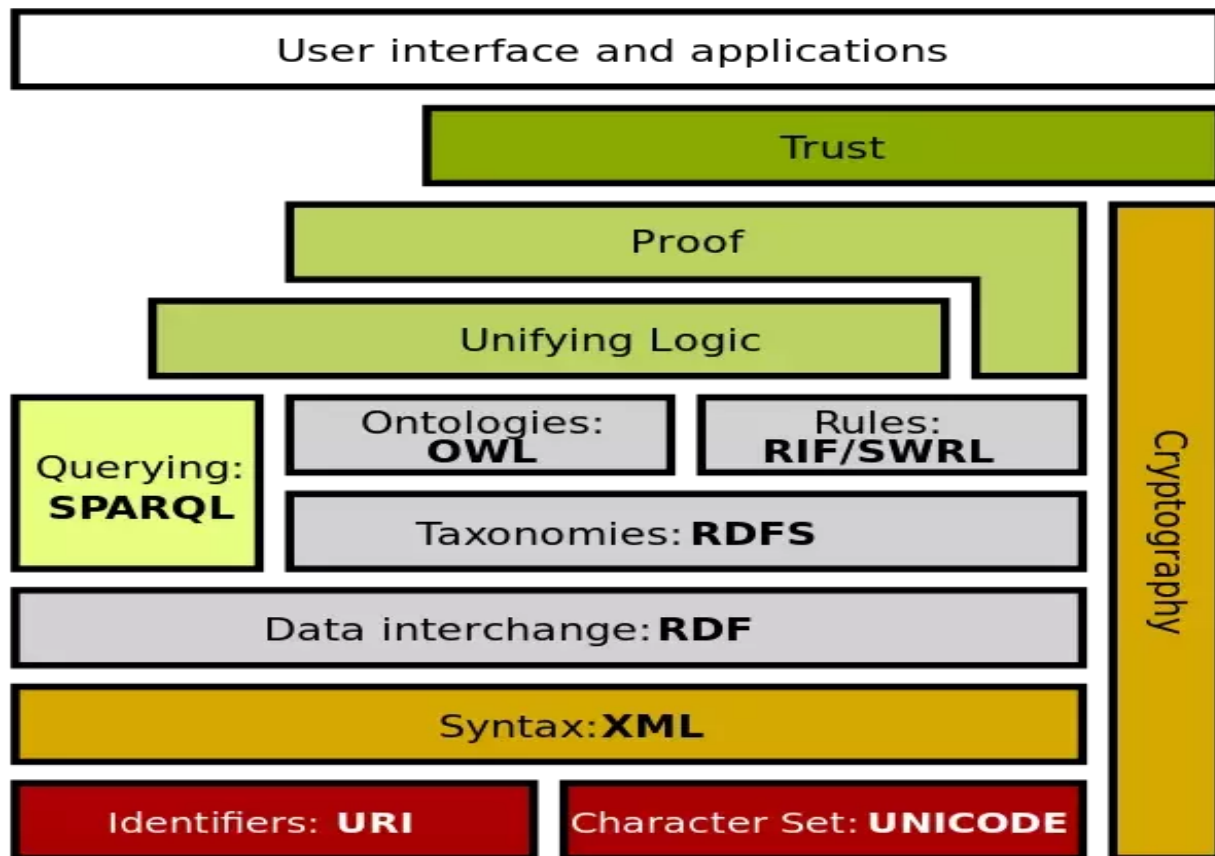 User interface and applications
Trust
Proof
Unifying Logic
Ontologies:
OWL
Rules:
RIF/SWRL
Querying:
SPARQL
Taxonomies: RDFS
Data interchange: RDF
Syntax: XML
Identifiers: URI
Character Set: UNICODE
Cryptography